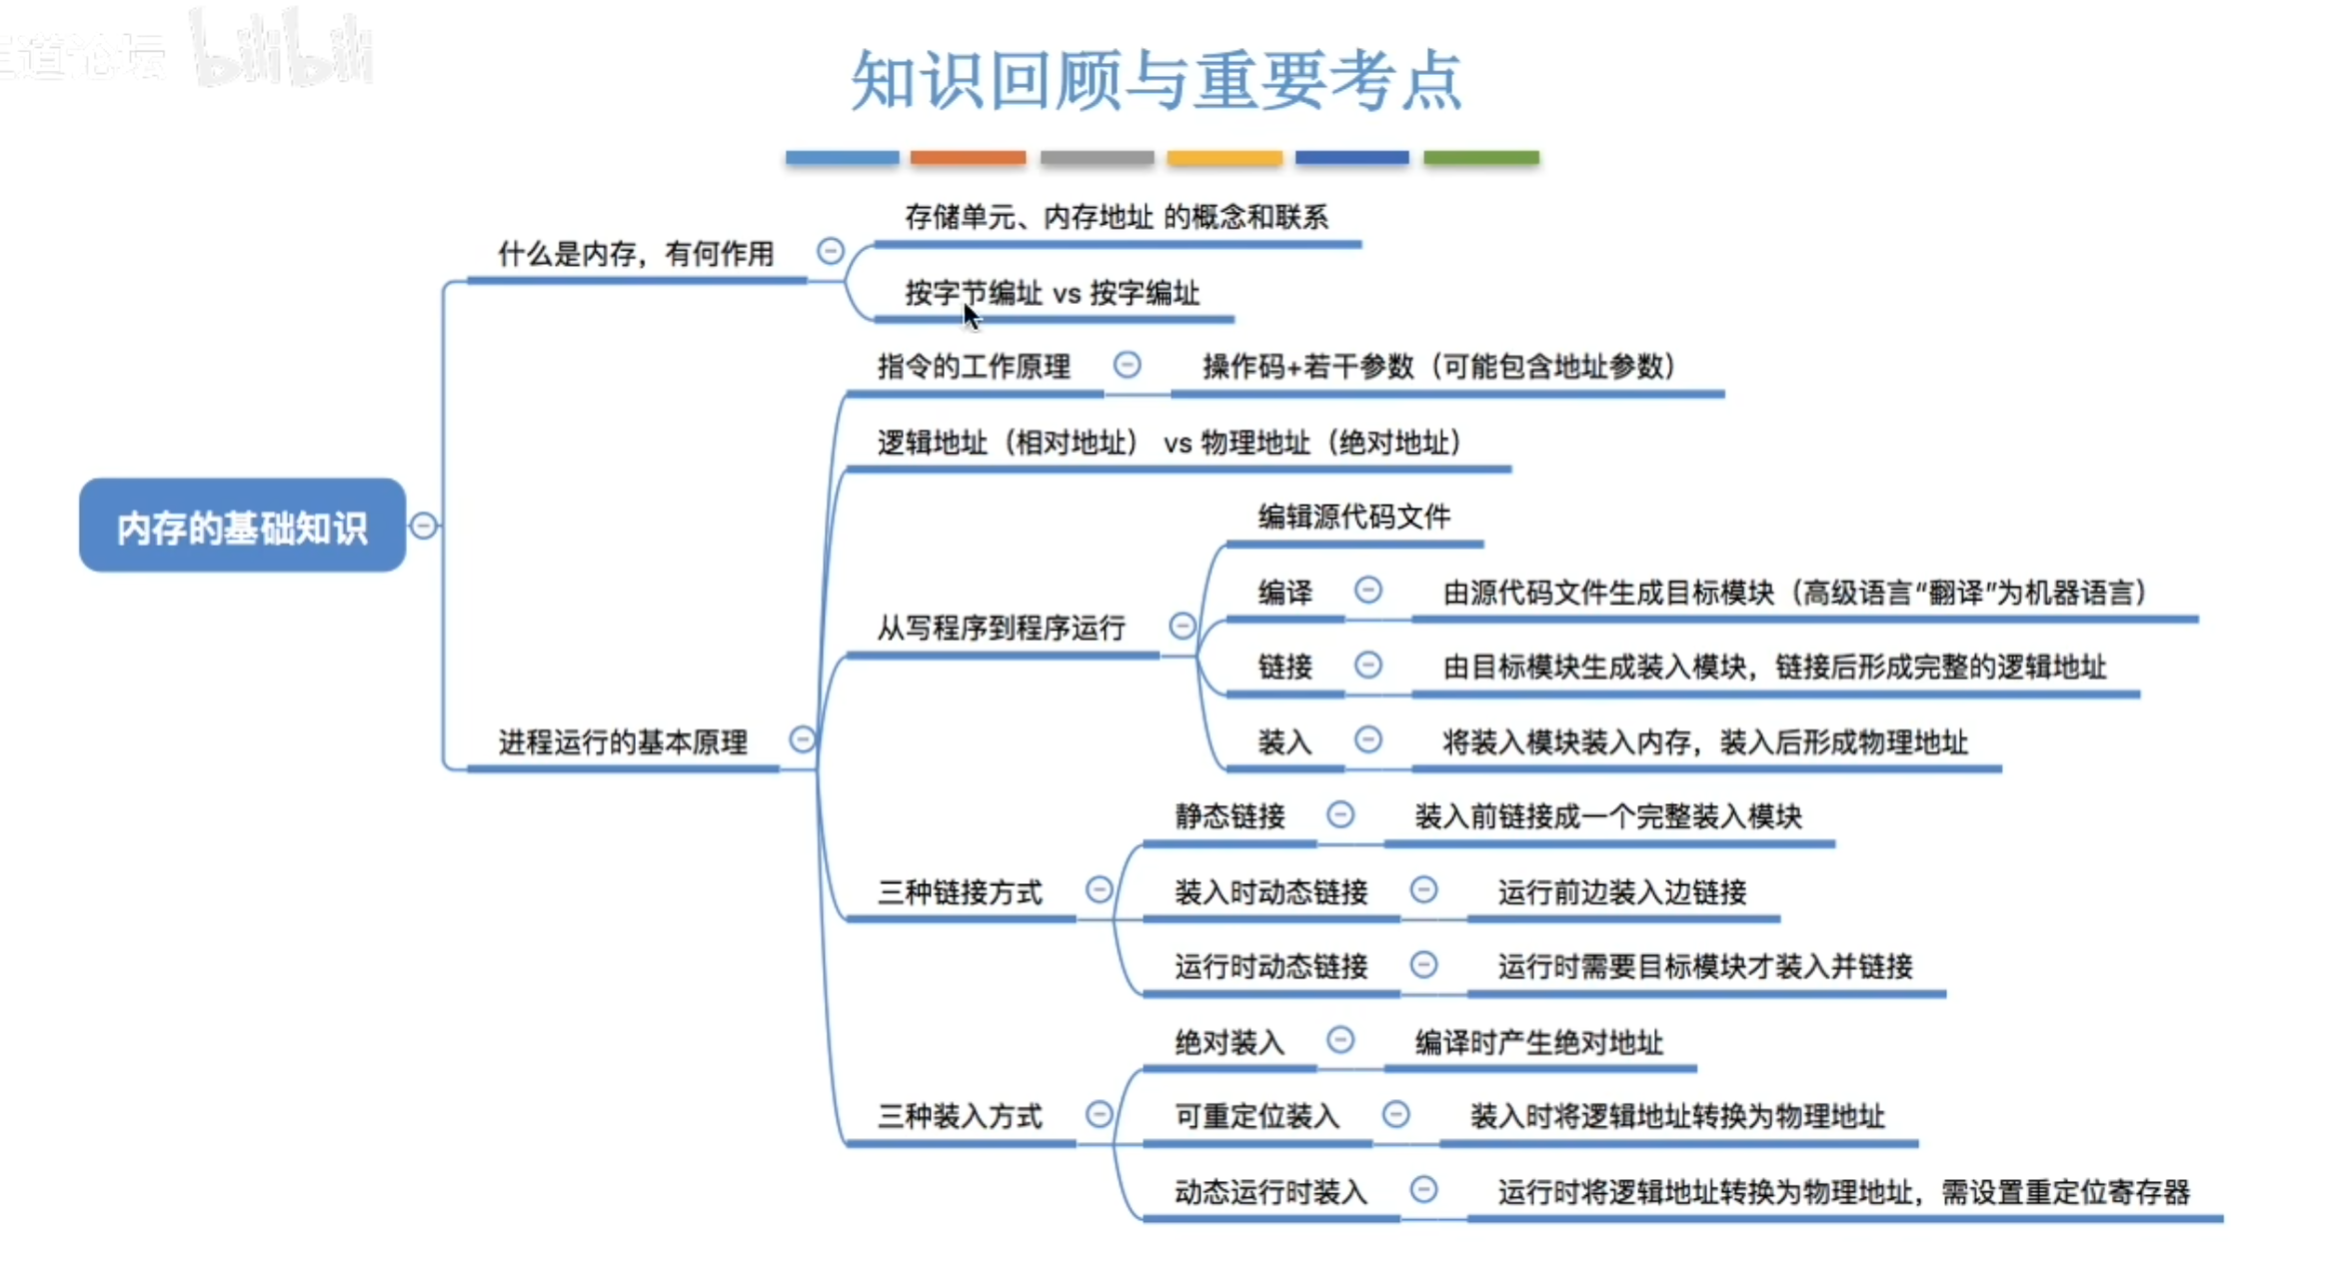 道论坛 bilibili
知识回顾与重要考点
内存的基础知识
什么是内存，有何作用
存储单元、内存地址 的概念和联系
按字节编址 vs 按字编址
进程运行的基本原理
指令的工作原理
操作码+若干参数（可能包含地址参数）
逻辑地址（相对地址） vs 物理地址（绝对地址）
从写程序到程序运行
编辑源代码文件
编译
由源代码文件生成目标模块（高级语言“翻译”为机器语言）
链接
由目标模块生成装入模块，链接后形成完整的逻辑地址
装入
将装入模块装入内存，装入后形成物理地址
三种链接方式
静态链接
装入前链接成一个完整装入模块
装入时动态链接
运行前边装入边链接
运行时动态链接
运行时需要目标模块才装入并链接
三种装入方式
绝对装入
编译时产生绝对地址
可重定位装入
装入时将逻辑地址转换为物理地址
动态运行时装入
运行时将逻辑地址转换为物理地址，需设置重定位寄存器